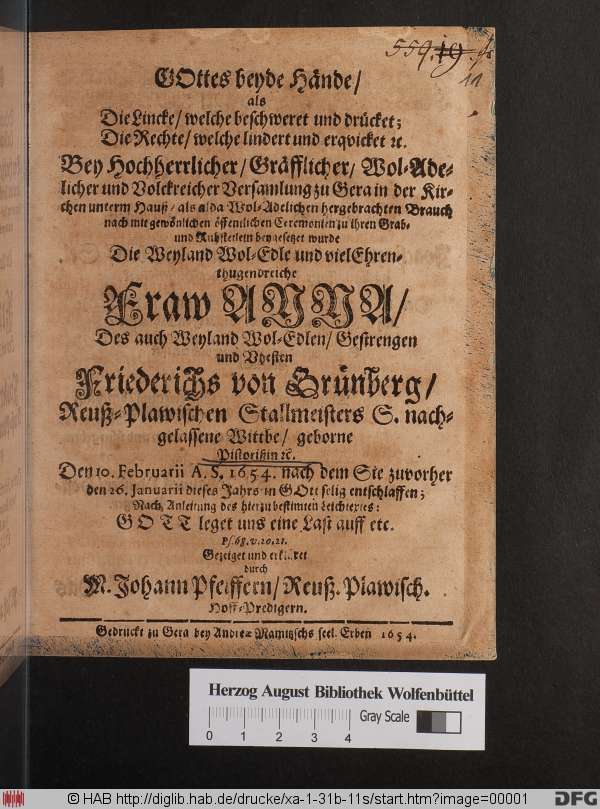 559.19.
11
GOttes beyde Hände/
als
Die Lincke/ welche beschweret und drücket;
Die Rechte/ welche lindert und erqvicket ꝛc.
Bey Hochherrlicher/ Gräfflicher/ Wol-Ade-
licher und Volckreicher Versamlung zu Gera in der Kir-
chen unterm Hauß/ als alda Wol-Adelichen hergebrachten Brauch
nach mit gewönlichen öffentlichen Ceremonien zu ihren Grab-
und Ruhstetlein beygesetzet wurde
Die Weyland Wol-Edle und viel Ehren-
thugendreiche
Fraw ANNA/
Des auch Weyland Wol-Edlen/ Gestrengen
und Vhesten
Friederichs von Grünberg/
Reuß-Plawischen Stallmeisters S. nach-
gelassene Wittbe/ geborne
Pistorißin ꝛc.
Den 10. Februarii A. S. 1654. nach dem Sie zuvorher
den 26. Januarii dieses Jahrs in GOtt selig entschlaffen;
Nach Anleitung des hierzu bestimten Leichtextes:
GOTT leget uns eine Last auff etc.
Ps. 68. v. 20. 21.
Gezeiget und erkläret
durch
M. Johann Pfeiffern/ Reuß. Plawisch.
Hoff-Predigern.
Gedruckt zu Gera bey Andreæ Mamitzschs seel. Erben 1654.
Herzog August Bibliothek Wolfenbüttel
Gray Scale
0 1 2 3 4
© HAB http://diglib.hab.de/drucke/xa-1-31b-11s/start.htm?image=00001
DFG